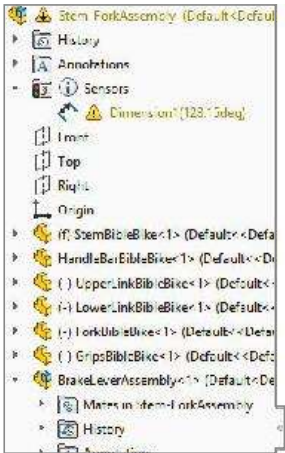 Stem-ForkAssembly (Default<Defaul
History
Annotations
Sensors
Dimension1(128.15deg)
Front
Top
Right
Origin
(f) StemBibleBike<1> (Default<<Defa
HandleBarBibleBike<1> (Default<<De
(-) UpperLinkBibleBike<1> (Default<
(-) LowerLinkBibleBike<1> (Default<
(-) ForkBibleBike<1> (Default<<Defau
(-) GripsBibleBike<1> (Default<<Defa
BrakeLeverAssembly<1> (Default<De
Mates in Stem-ForkAssembly
History
Annotations